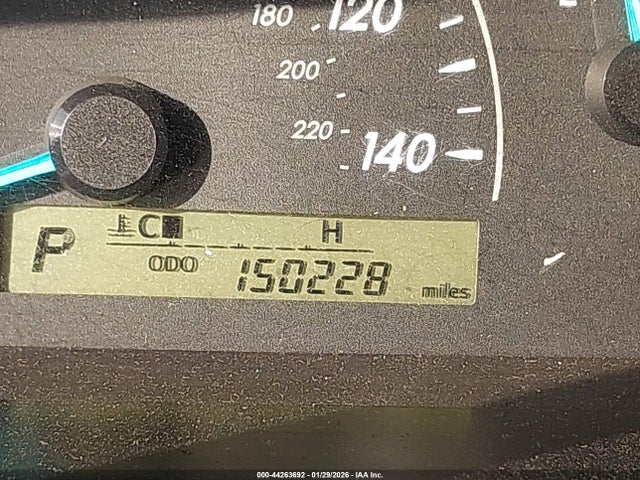 180 120
200
220 140
C H
P
ODO 150228 miles
000-44263692 - 01/29/2026 - IAA Inc.